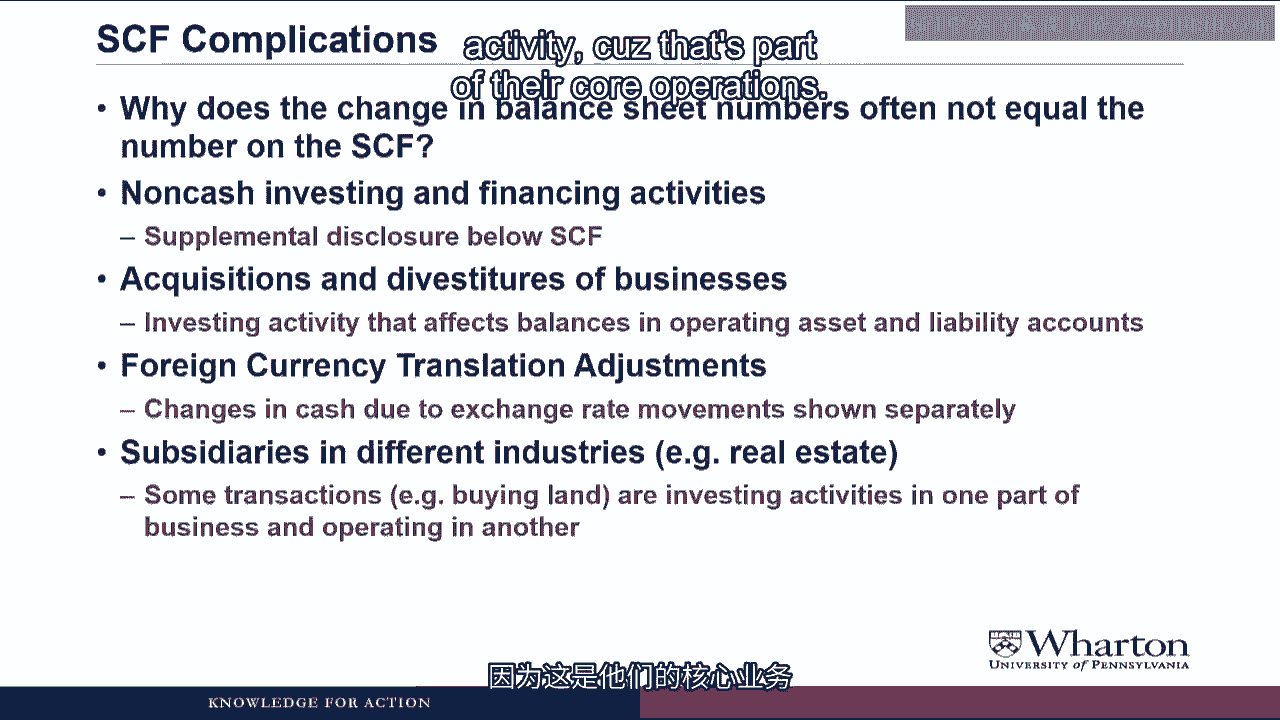 SCF Complications
activity, cuz that's part
of their core operations.
• Why does the change in balance sheet numbers often not equal the
number on the SCF?
• Noncash investing and financing activities
– Supplemental disclosure below SCF
• Acquisitions and divestitures of businesses
– Investing activity that affects balances in operating asset and liability accounts
• Foreign Currency Translation Adjustments
– Changes in cash due to exchange rate movements shown separately
• Subsidiaries in different industries (e.g. real estate)
– Some transactions (e.g. buying land) are investing activities in one part of
business and operating in another
Wharton
UNIVERSITY of PENNSYLVANIA
因为这是他们的核心业务
KNOWLEDGE FOR ACTION